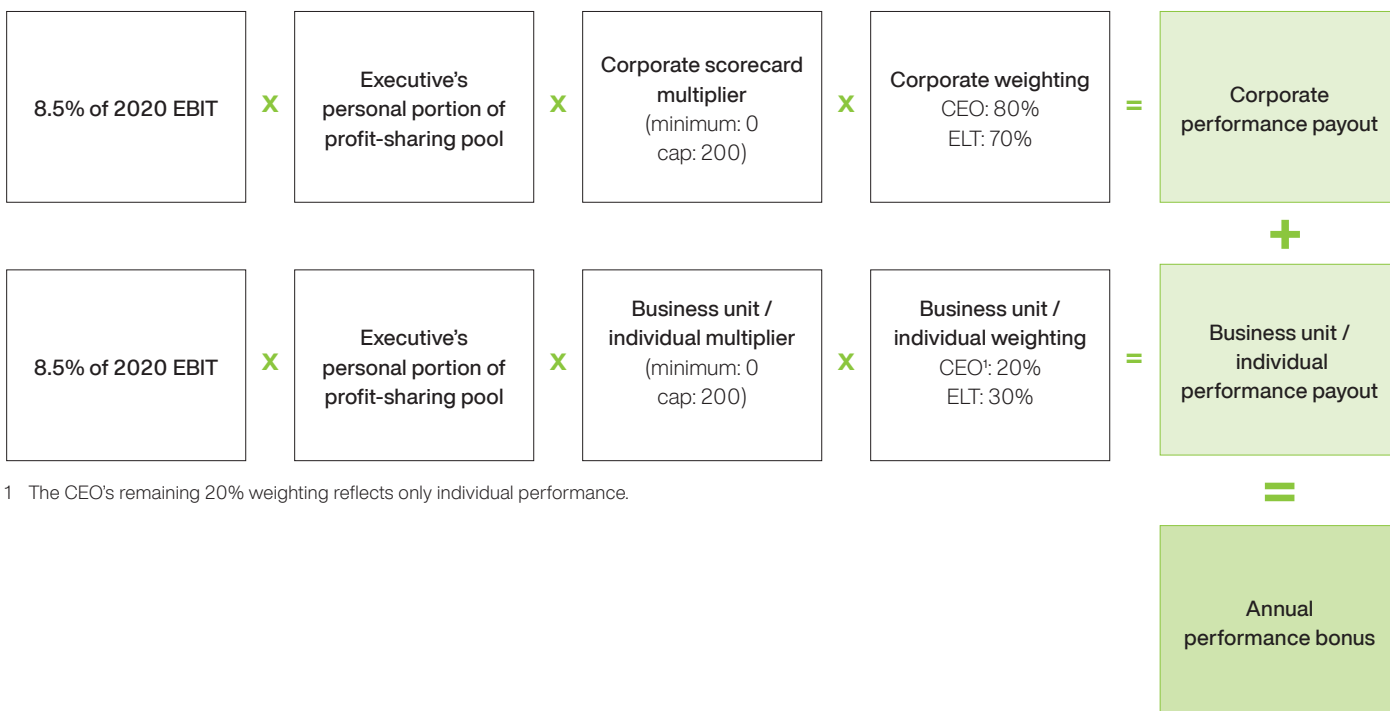 8.5% of 2020 EBIT
x
Executive's
personal portion of
profit-sharing pool
x
Corporate scorecard
multiplier
(minimum: 0
cap: 200)
x
Corporate weighting
CEO: 80%
ELT: 70%
=
Corporate
performance payout
+
8.5% of 2020 EBIT
x
Executive's
personal portion of
profit-sharing pool
x
Business unit /
individual multiplier
(minimum: 0
cap: 200)
x
Business unit /
individual weighting
CEO¹: 20%
ELT: 30%
=
Business unit /
individual
performance payout
1 The CEO's remaining 20% weighting reflects only individual performance.
=
Annual
performance bonus